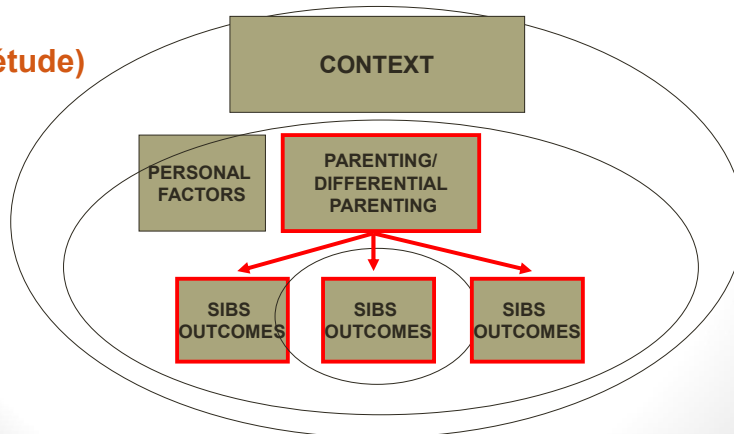 étude)
CONTEXT
PERSONAL
FACTORS
PARENTING/
DIFFERENTIAL
PARENTING
SIBS
OUTCOMES
SIBS
OUTCOMES
SIBS
OUTCOMES